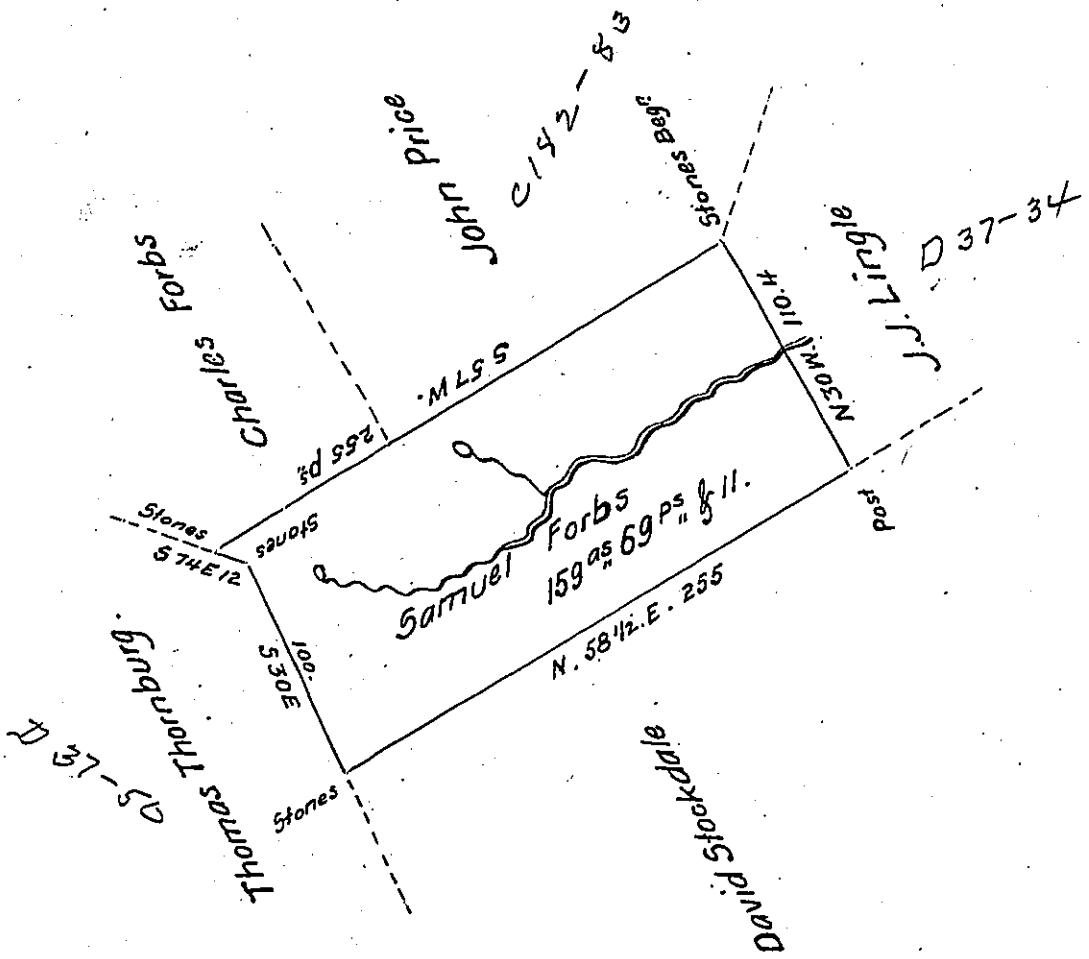 John Price
C 142-83
Charles Forbs
Stones Beg.
J.J. Lingle
D 37-34
S 57 W.
255 ps.
N 30 W. 110.4
Stones
S 74 E 12
Stones
Samuel Forbs
159 as 69 ps & 11.
S 30 E
100.
N. 58 1/2. E. 255
Post
Thomas Thornburg.
Stones
David Stockdale